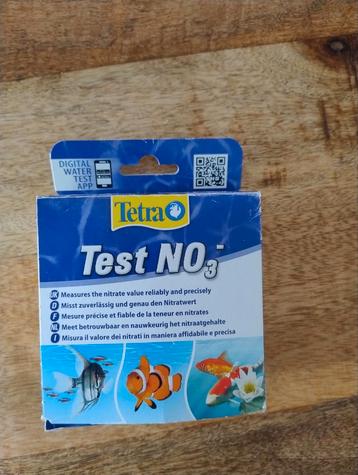 DIGITAL
WATER
TEST
APP
Tetra
Test NO₃⁻
UK Measures the nitrate value reliably and precisely
D Misst zuverlässig und genau den Nitratwert
F Mesure précise et fiable de la teneur en nitrates
NL Meet betrouwbaar en nauwkeurig het nitraatgehalte
I Misura il valore dei nitrati in maniera affidabile e precisa